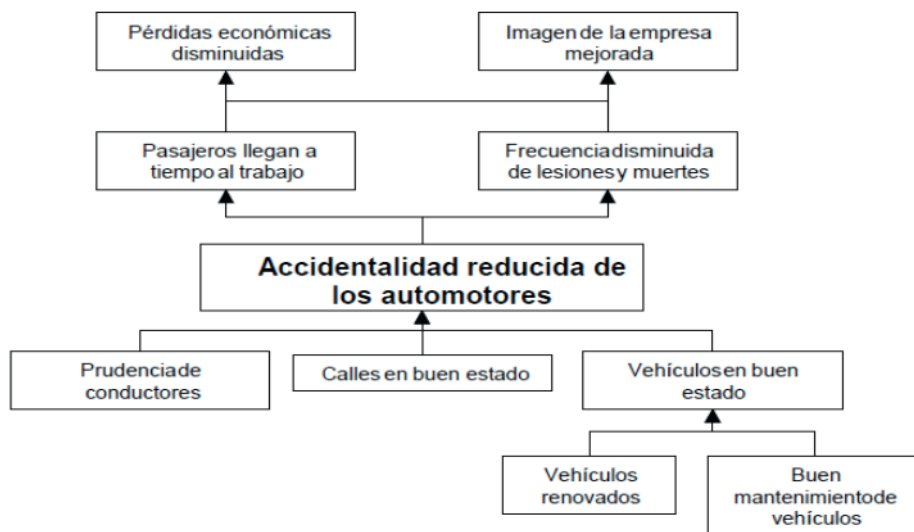 Pérdidas económicas
disminuidas
Imagen de la empresa
mejorada
Pasajeros llegan a
tiempo al trabajo
Frecuencia disminuida
de lesiones y muertes
Accidentalidad reducida de
los automotores
Prudencia de
conductores
Calles en buen estado
Vehículos en buen
estado
Vehículos
renovados
Buen
mantenimiento de
vehículos